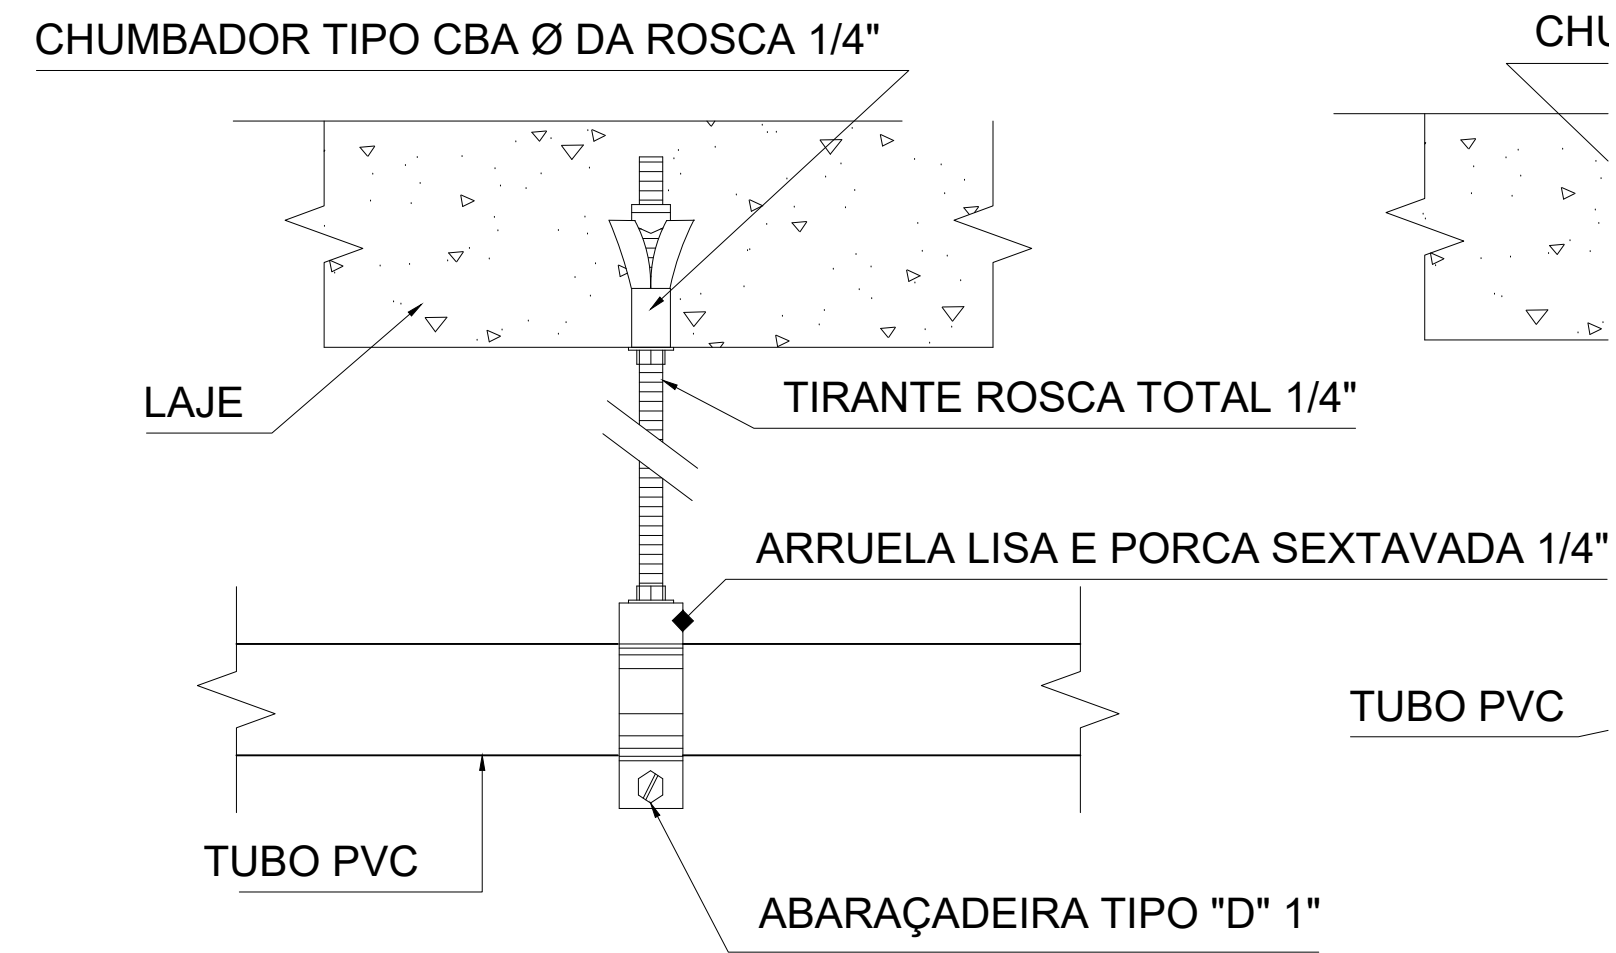 CHUMBADOR TIPO CBA Ø DA ROSCA 1/4"
CHU
LAJE
TIRANTE ROSCA TOTAL 1/4"
ARRUELA LISA E PORCA SEXTAVADA 1/4"
TUBO PVC
TUBO PVC
ABARAÇADEIRA TIPO "D" 1"